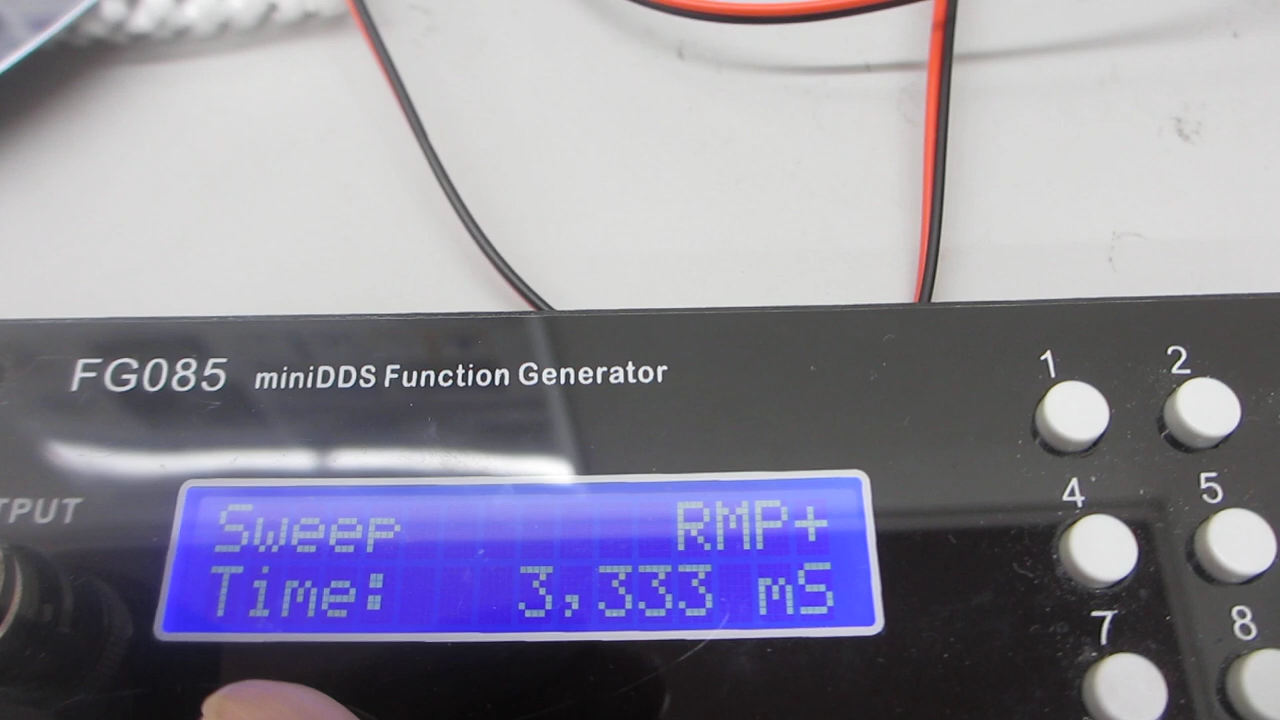 FG085 miniDDS Function Generator
1 2
TPUT
Sweep RMP+
4 5
Time: 3,333 mS
7 8